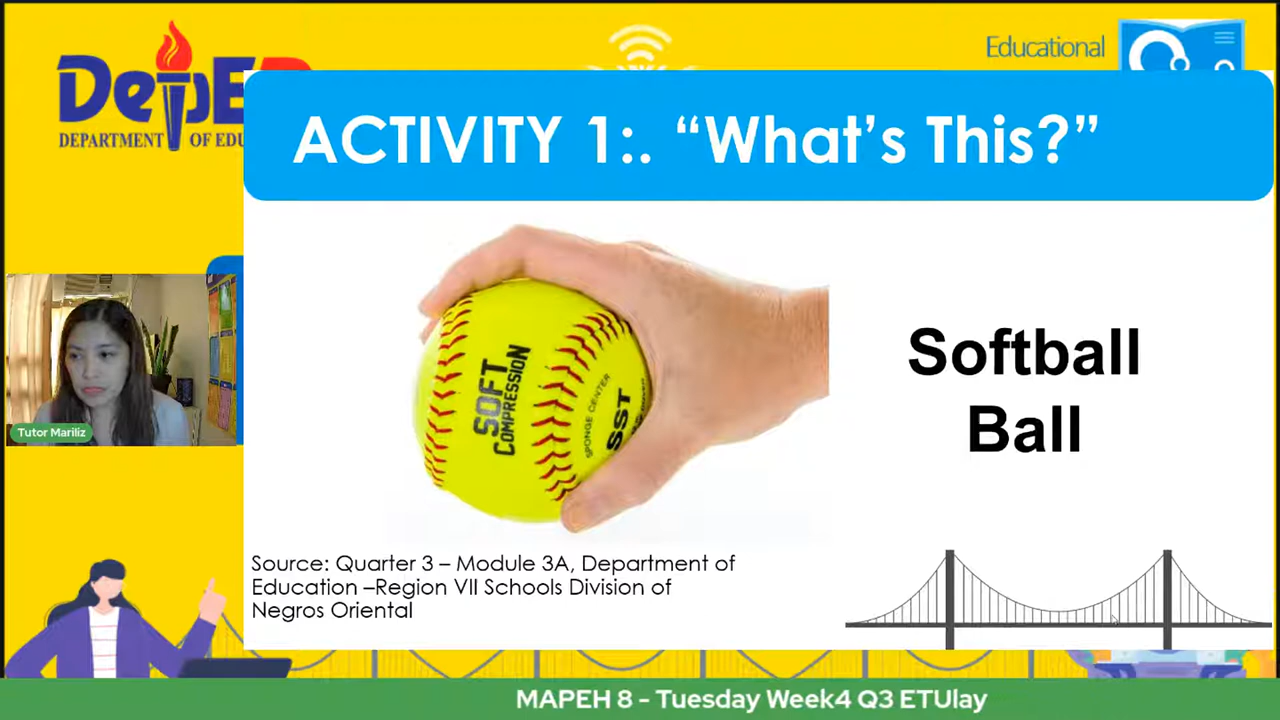 DepED
DEPARTMENT OF EDU
Educational
ACTIVITY 1:. “What’s This?”
SOFT
COMPRESSION
SPONGE CENTER
SST
Softball
Ball
Tutor Mariliz
Source: Quarter 3 – Module 3A, Department of
Education –Region VII Schools Division of
Negros Oriental
MAPEH 8 - Tuesday Week4 Q3 ETUlay